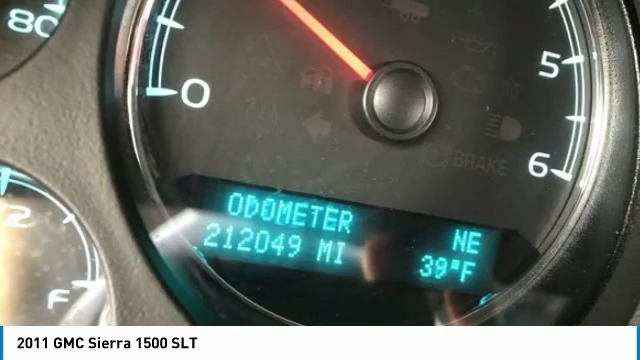 80
0
5
6
BRAKE
ODOMETER
212049 MI
NE
39°F
2
F
2011 GMC Sierra 1500 SLT